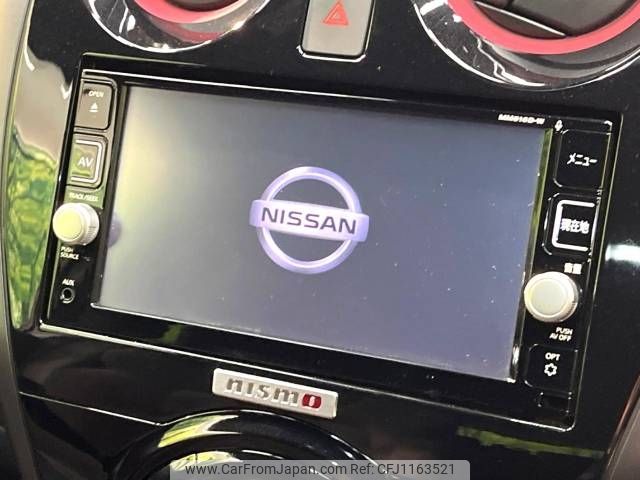 MM516D-W
OPEN
AV
TRACK/SEEK
PUSH
SOURCE
AUX
NISSAN
メニュー
現在地
音量
PUSH
AV OFF
OPT
nismo
www.CarFromJapan.com CFJ1163521